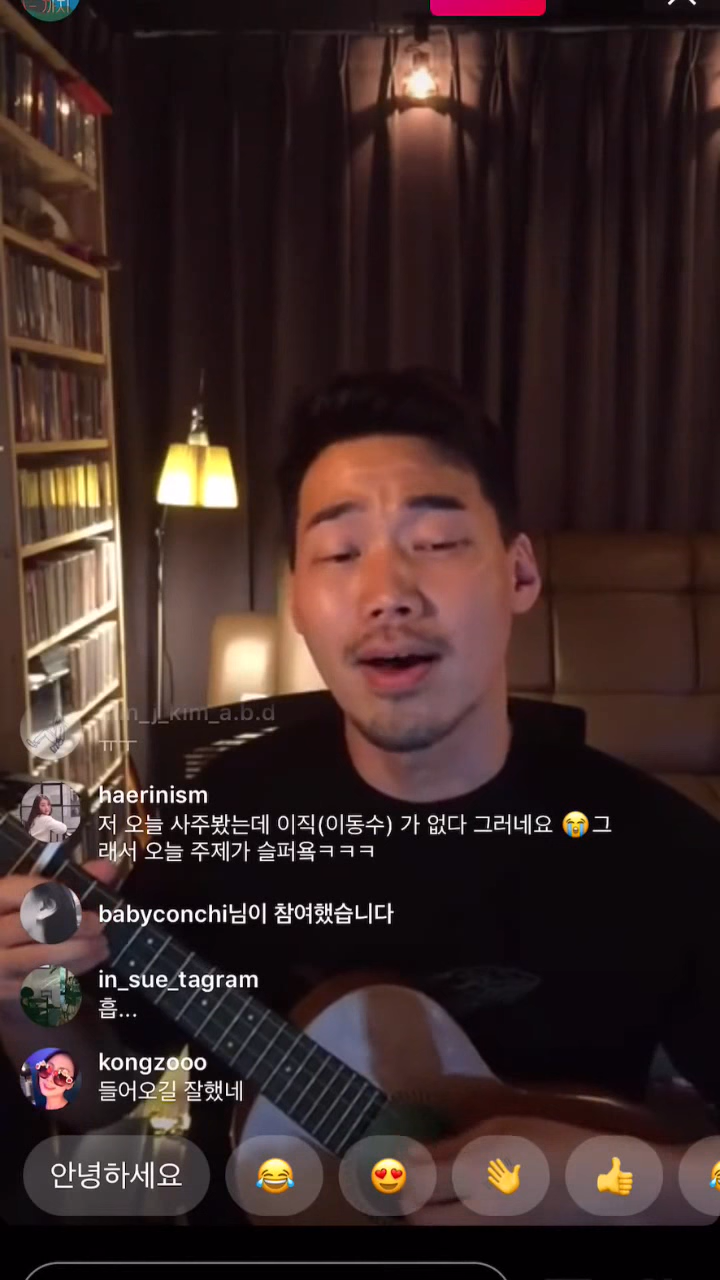 _j_kim_a.b.d
ㅠㅜ
haerinism
저 오늘 사주봤는데 이직(이동수) 가 없다 그러네요 😭그
래서 오늘 주제가 슬퍼욬ㅋㅋㅋ
babyconchi님이 참여했습니다
in_sue_tagram
흡...
kongzooo
들어오길 잘했네
안녕하세요